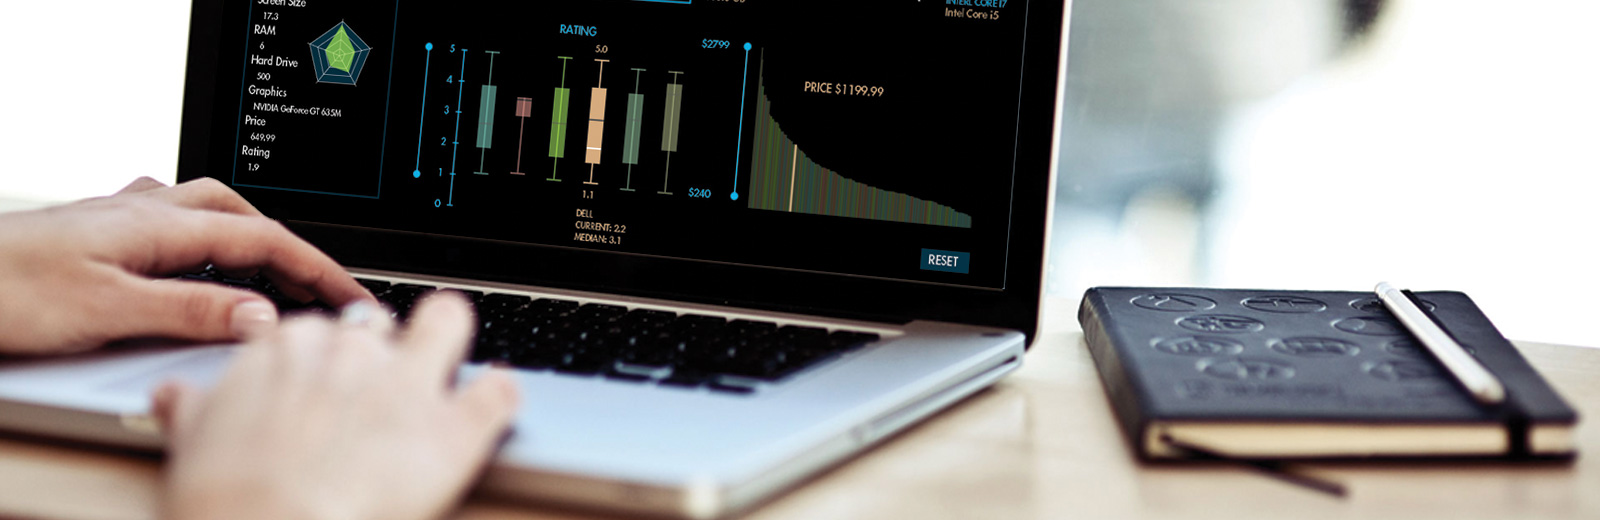 Screen Size
17.3
RAM
6
Hard Drive
500
Graphics
NVIDIA GeForce GT 635M
Price
649.99
Rating
1.9
RATING
5
4
3
2
1
0
5.0
1.1
DELL
CURRENT: 2.2
MEDIAN: 3.1
$2799
$240
PRICE $1199.99
INTERL CORE I7
Intel Core i5
RESET